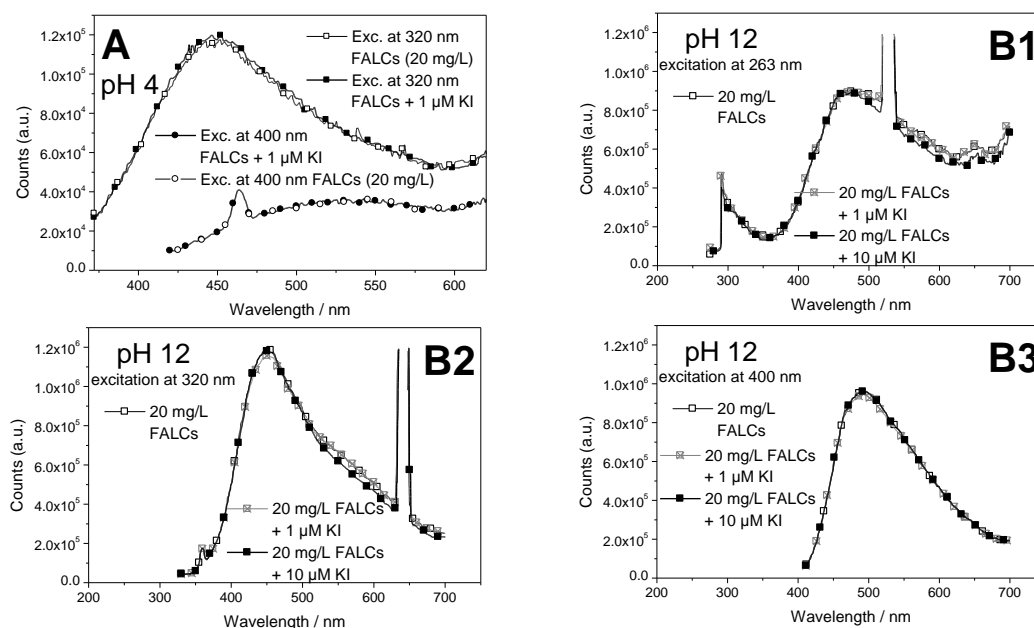 A
pH 4
Exc. at 320 nm
FALCs (20 mg/L)
Exc. at 320 nm
FALCs + 1 µM KI
Exc. at 400 nm
FALCs + 1 µM KI
Exc. at 400 nm FALCs (20 mg/L)
Counts (a.u.)
1.2x10⁵
1.0x10⁵
8.0x10⁴
6.0x10⁴
4.0x10⁴
2.0x10⁴
0.0
400 450 500 550 600
Wavelength / nm
B1
pH 12
excitation at 263 nm
20 mg/L
FALCs
20 mg/L FALCs
+ 1 µM KI
20 mg/L FALCs
+ 10 µM KI
Counts (a.u.)
1.2x10⁶
1.0x10⁶
8.0x10⁵
6.0x10⁵
4.0x10⁵
2.0x10⁵
0.0
200 300 400 500 600 700
Wavelength / nm
B2
pH 12
excitation at 320 nm
20 mg/L
FALCs
20 mg/L FALCs
+ 1 µM KI
20 mg/L FALCs
+ 10 µM KI
Counts (a.u.)
1.2x10⁶
1.0x10⁶
8.0x10⁵
6.0x10⁵
4.0x10⁵
2.0x10⁵
0.0
200 300 400 500 600 700
Wavelength / nm
B3
pH 12
excitation at 400 nm
20 mg/L
FALCs
20 mg/L FALCs
+ 1 µM KI
20 mg/L FALCs
+ 10 µM KI
Counts (a.u.)
1.2x10⁶
1.0x10⁶
8.0x10⁵
6.0x10⁵
4.0x10⁵
2.0x10⁵
0.0
200 300 400 500 600 700
Wavelength / nm